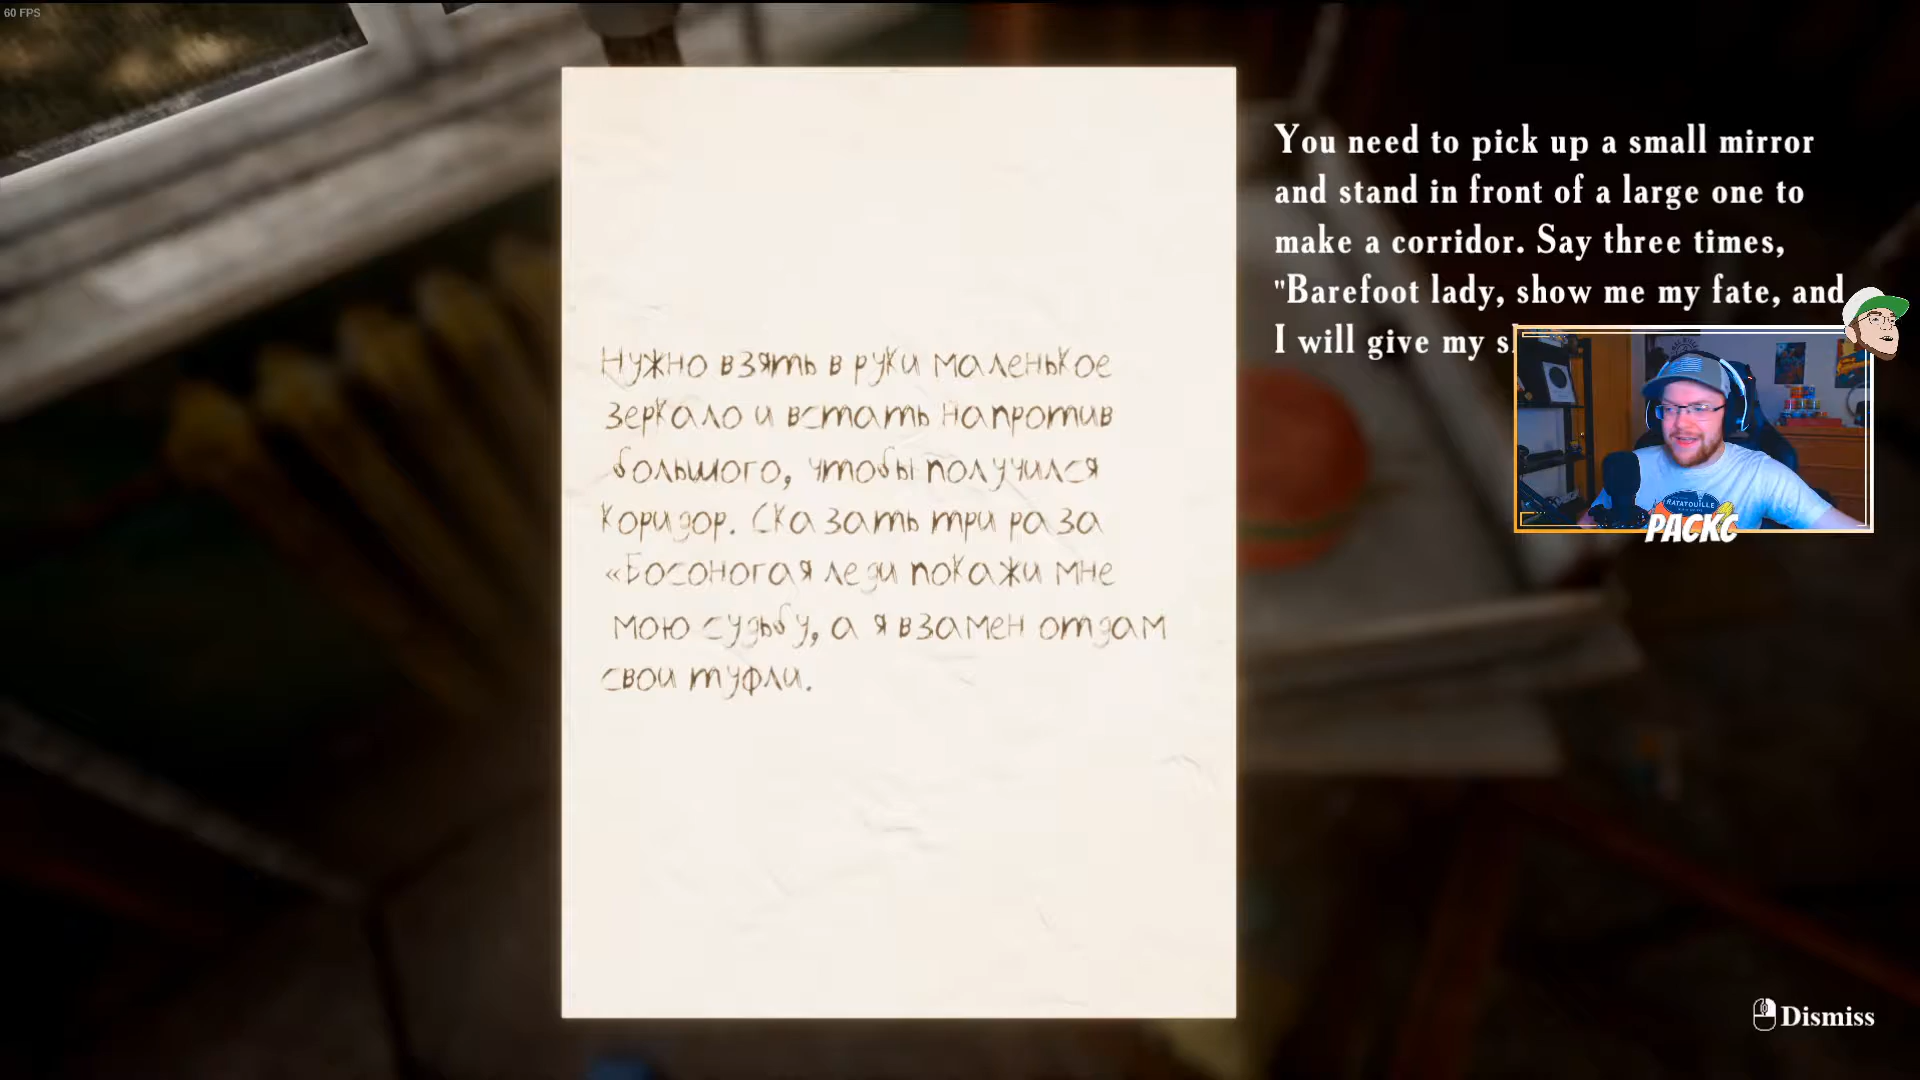 60 FPS
Нужно взять в руки маленькое
зеркало и встать напротив
большого, чтобы получился
коридор. Сказать три раза
«Босоногая леди покажи мне
мою судьбу, а я взамен отдам
свои туфли.
You need to pick up a small mirror
and stand in front of a large one to
make a corridor. Say three times,
"Barefoot lady, show me my fate, and
I will give my
RATATOUILLE
PACKC
Dismiss